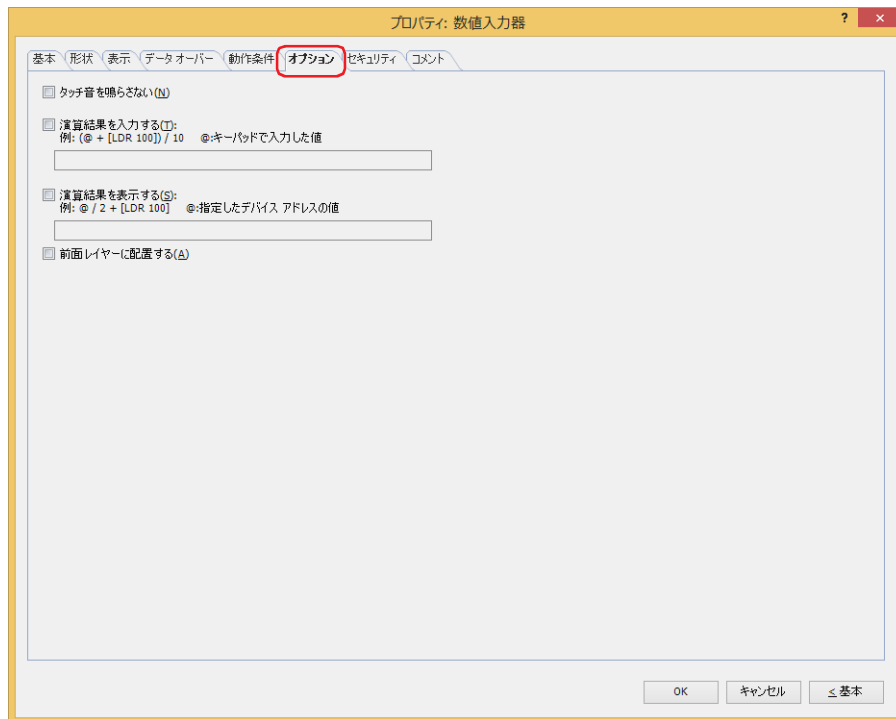 プロパティ: 数値入力器
? ×
基本 形状 表示 データ オーバー 動作条件 オプション セキュリティ コメント
タッチ音を鳴らさない(N)
演算結果を入力する(T):
例: (@ + [LDR 100]) / 10 @:キーパッドで入力した値
演算結果を表示する(S):
例: @ / 2 + [LDR 100] @:指定したデバイス アドレスの値
前面レイヤーに配置する(A)
OK キャンセル < 基本